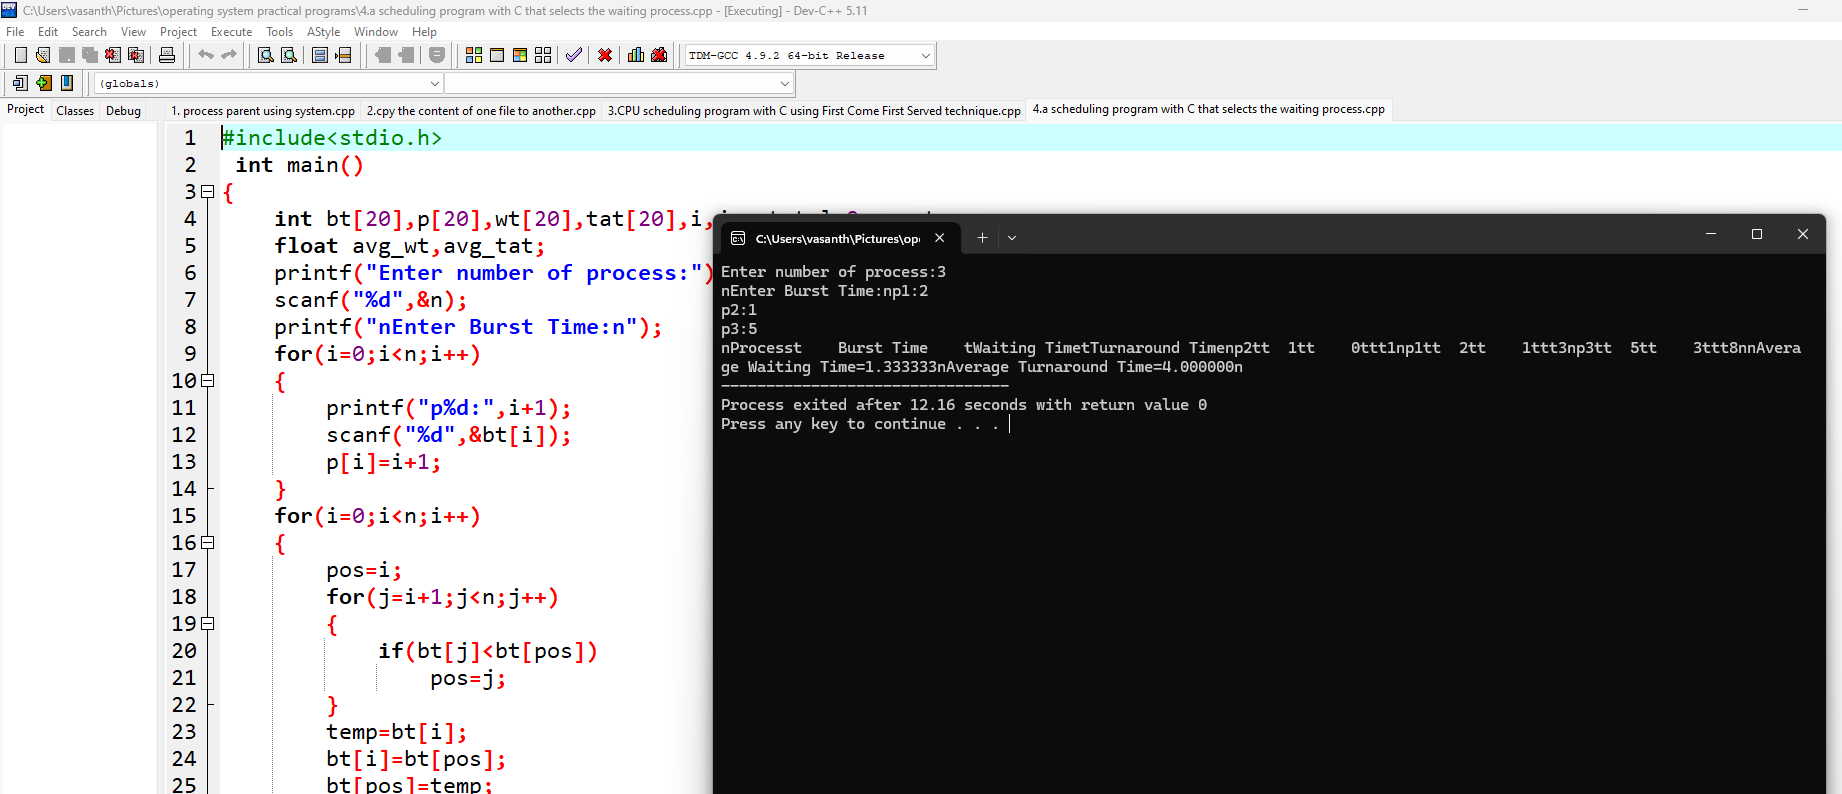 C:\Users\vasanth\Pictures\operating system practical programs\4.a scheduling program with C that selects the waiting process.cpp - [Executing] - Dev-C++ 5.11
File Edit Search View Project Execute Tools AStyle Window Help
TDM-GCC 4.9.2 64-bit Release
(globals)
Project Classes Debug
1. process parent using system.cpp 2.cpy the content of one file to another.cpp 3.CPU scheduling program with C using First Come First Served technique.cpp 4.a scheduling program with C that selects the waiting process.cpp
1 #include<stdio.h>
2 int main()
3 {
4 int bt[20],p[20],wt[20],tat[20],i,
5 float avg_wt,avg_tat;
6 printf("Enter number of process:")
7 scanf("%d",&n);
8 printf("nEnter Burst Time:n");
9 for(i=0;i<n;i++)
10 {
11 printf("p%d:",i+1);
12 scanf("%d",&bt[i]);
13 p[i]=i+1;
14 }
15 for(i=0;i<n;i++)
16 {
17 pos=i;
18 for(j=i+1;j<n;j++)
19 {
20 if(bt[j]<bt[pos])
21 pos=j;
22 }
23 temp=bt[i];
24 bt[i]=bt[pos];
25 bt[pos]=temp;
C:\Users\vasanth\Pictures\op
Enter number of process:3
nEnter Burst Time:np1:2
p2:1
p3:5
nProcesst    Burst Time    tWaiting TimetTurnaround Timenp2tt  1tt    0ttt1np1tt  2tt    1ttt3np3tt  5tt    3ttt8nnAvera
ge Waiting Time=1.333333nAverage Turnaround Time=4.000000n
--------------------------------
Process exited after 12.16 seconds with return value 0
Press any key to continue . . .